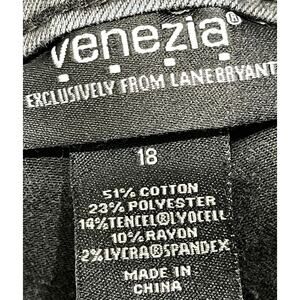 venezia®
EXCLUSIVELY FROM LANE BRYANT
18
51% COTTON
23% POLYESTER
14%TENCEL®LYOCELL
10% RAYON
2%LYCRA®SPANDEX
MADE IN
CHINA